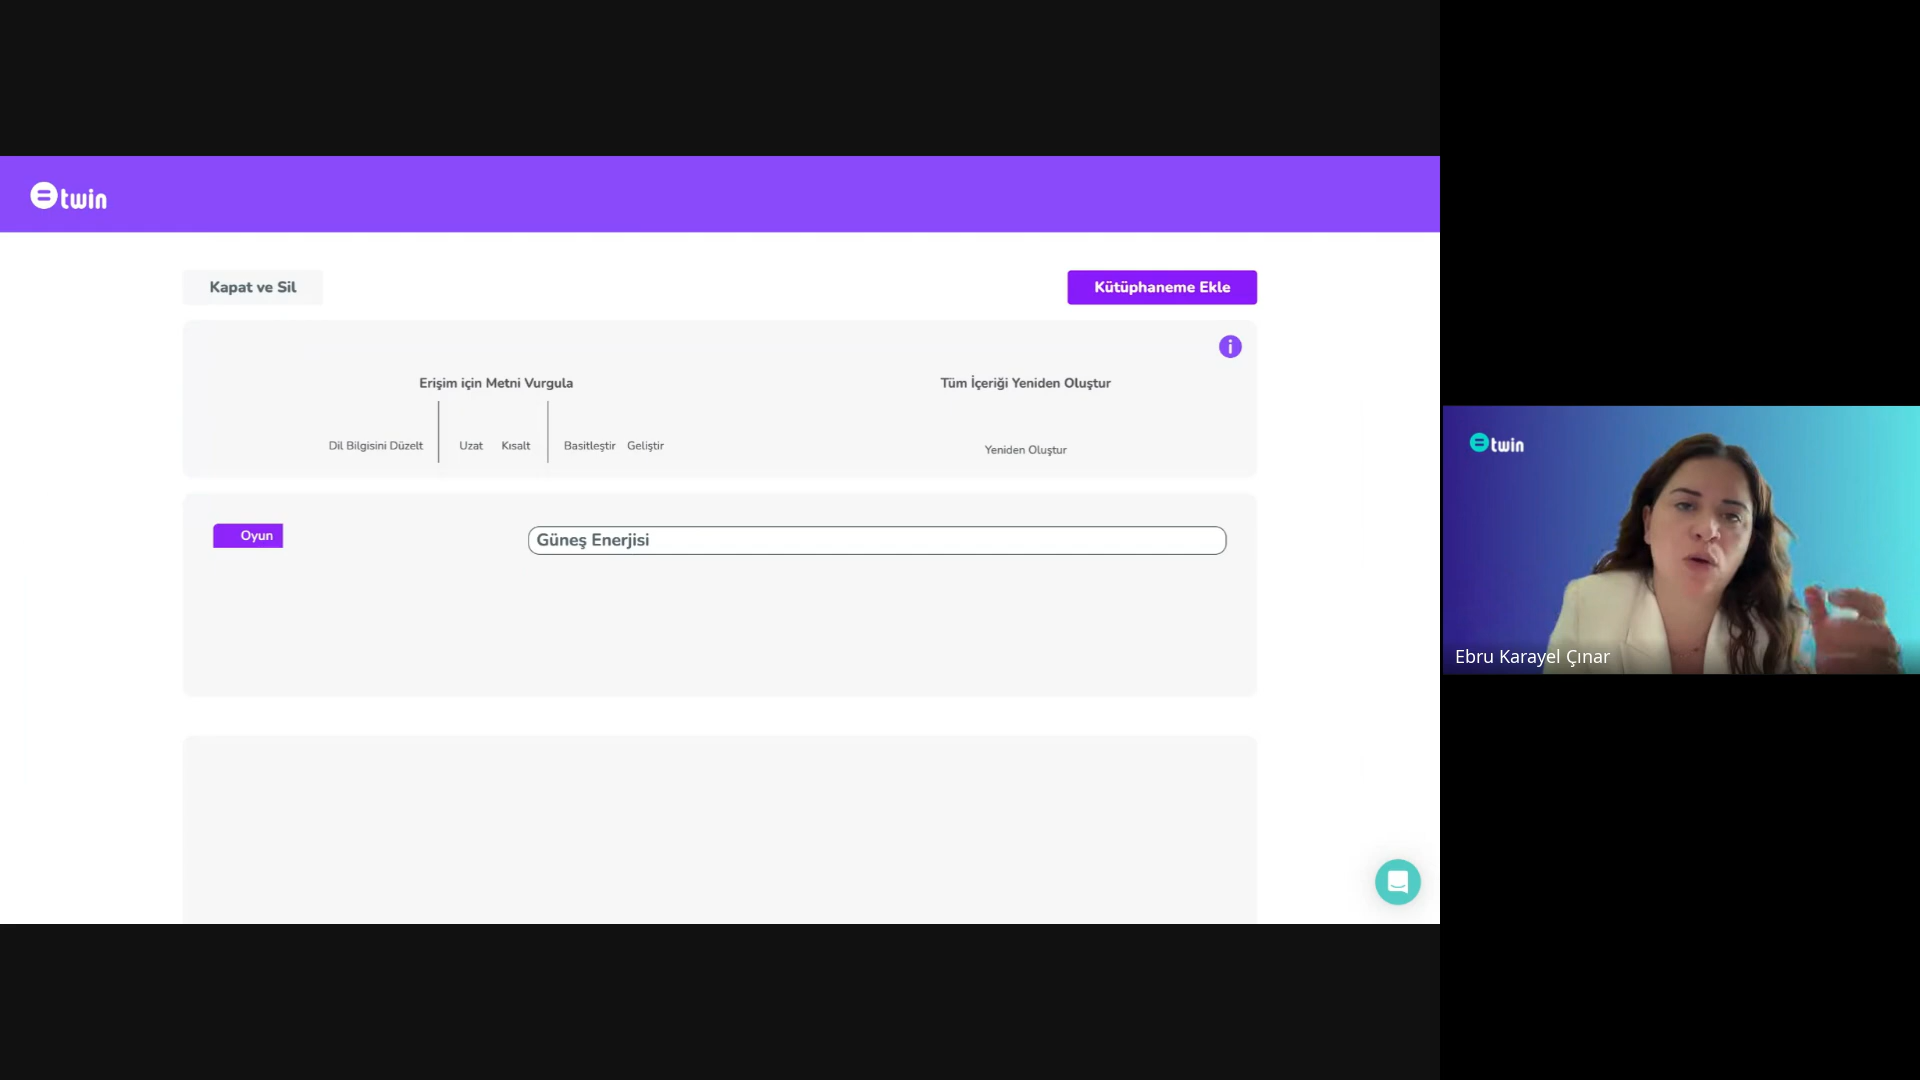 twin
Kapat ve Sil
Kütüphaneme Ekle
Erişim için Metni Vurgula
Tüm İçeriği Yeniden Oluştur
Dil Bilgisini Düzelt
Uzat
Kısalt
Basitleştir
Geliştir
Yeniden Oluştur
Oyun
Güneş Enerjisi
twin
Ebru Karayel Çınar